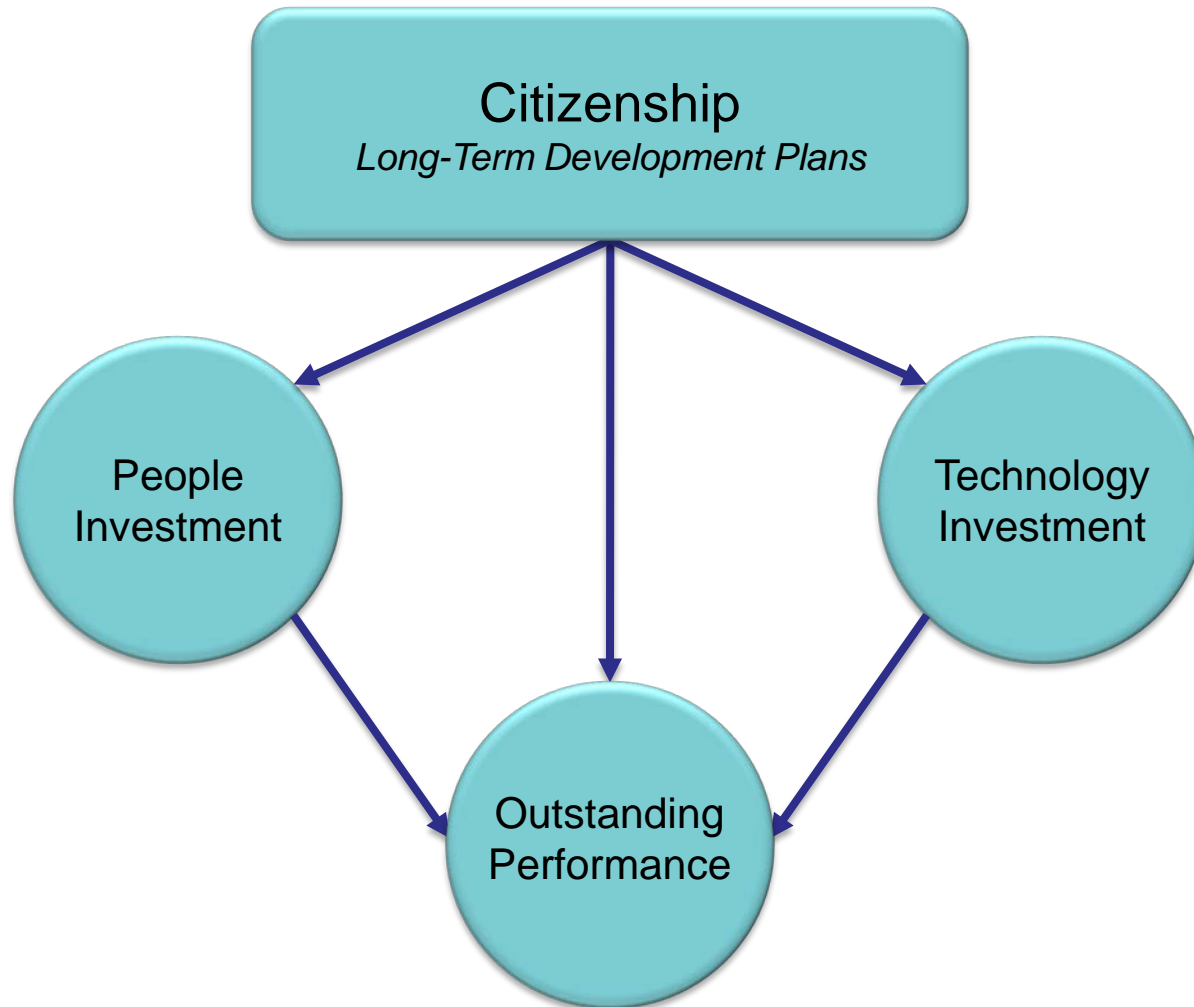 Citizenship
Long-Term Development Plans
People
Investment
Technology
Investment
Outstanding
Performance